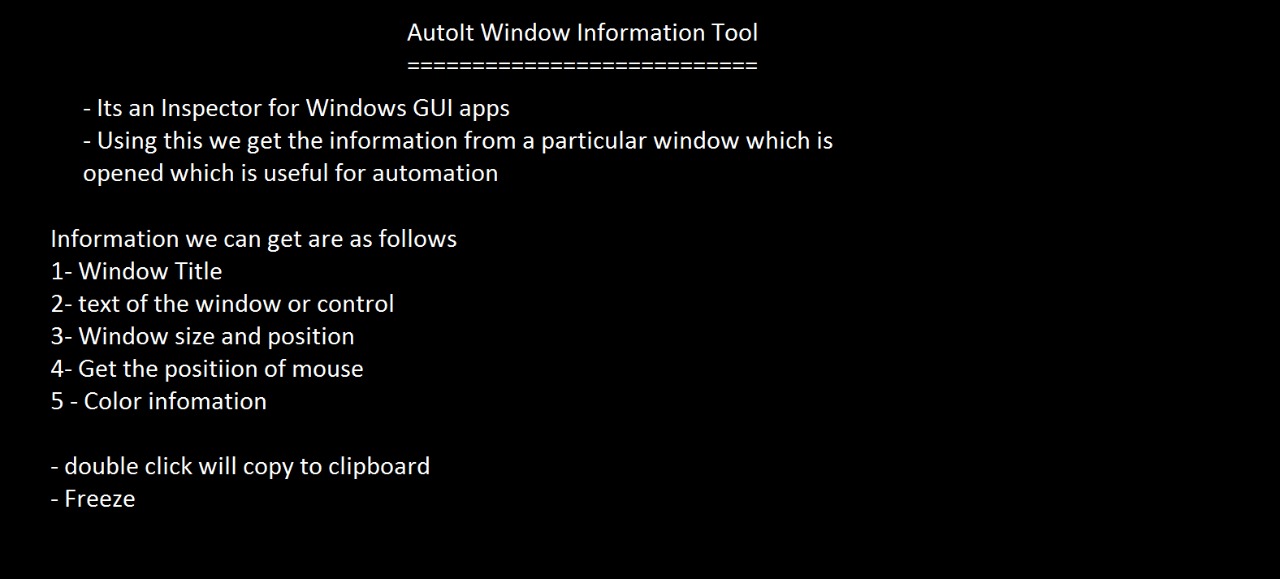 AutoIt Window Information Tool
===========================
- Its an Inspector for Windows GUI apps
- Using this we get the information from a particular window which is
opened which is useful for automation
Information we can get are as follows
1- Window Title
2- text of the window or control
3- Window size and position
4- Get the positiion of mouse
5 - Color infomation
- double click will copy to clipboard
- Freeze